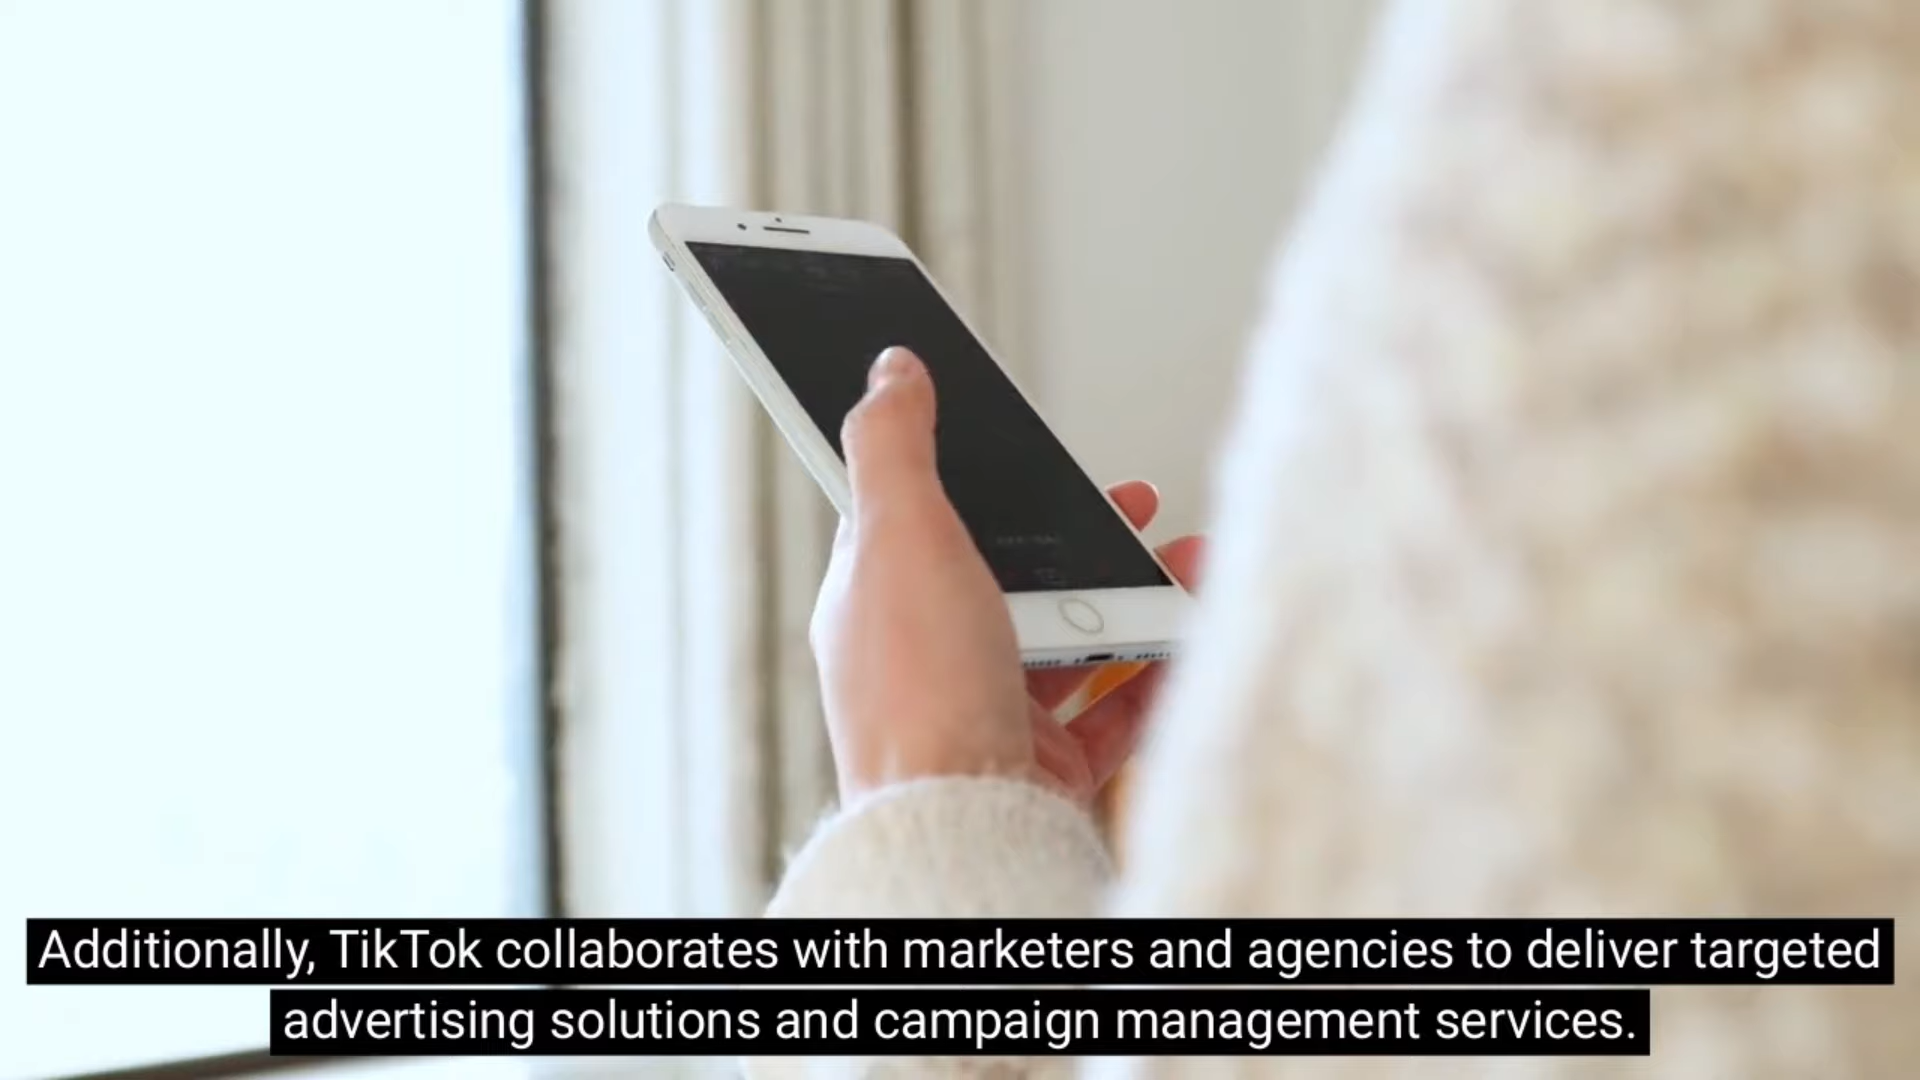 Additionally, TikTok collaborates with marketers and agencies to deliver targeted
advertising solutions and campaign management services.